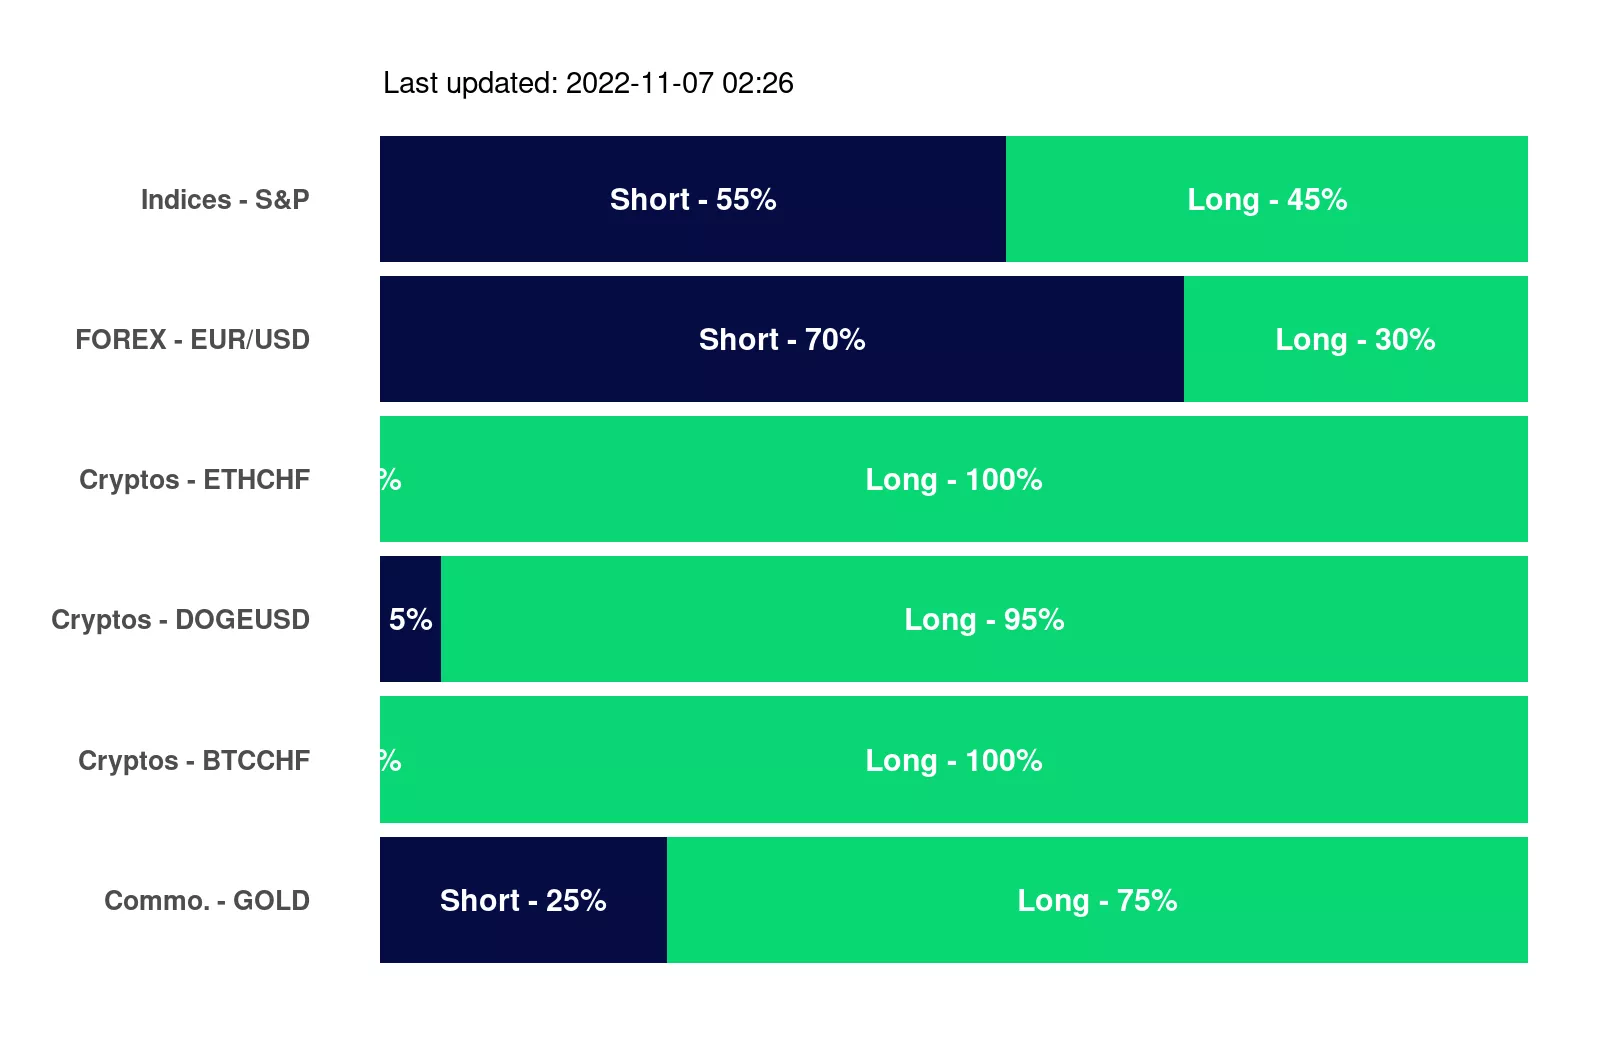 Last updated: 2022-11-07 02:26
Indices - S&P
Short - 55%
Long - 45%
FOREX - EUR/USD
Short - 70%
Long - 30%
Cryptos - ETHCHF
%
Long - 100%
Cryptos - DOGEUSD
5%
Long - 95%
Cryptos - BTCCHF
%
Long - 100%
Commo. - GOLD
Short - 25%
Long - 75%